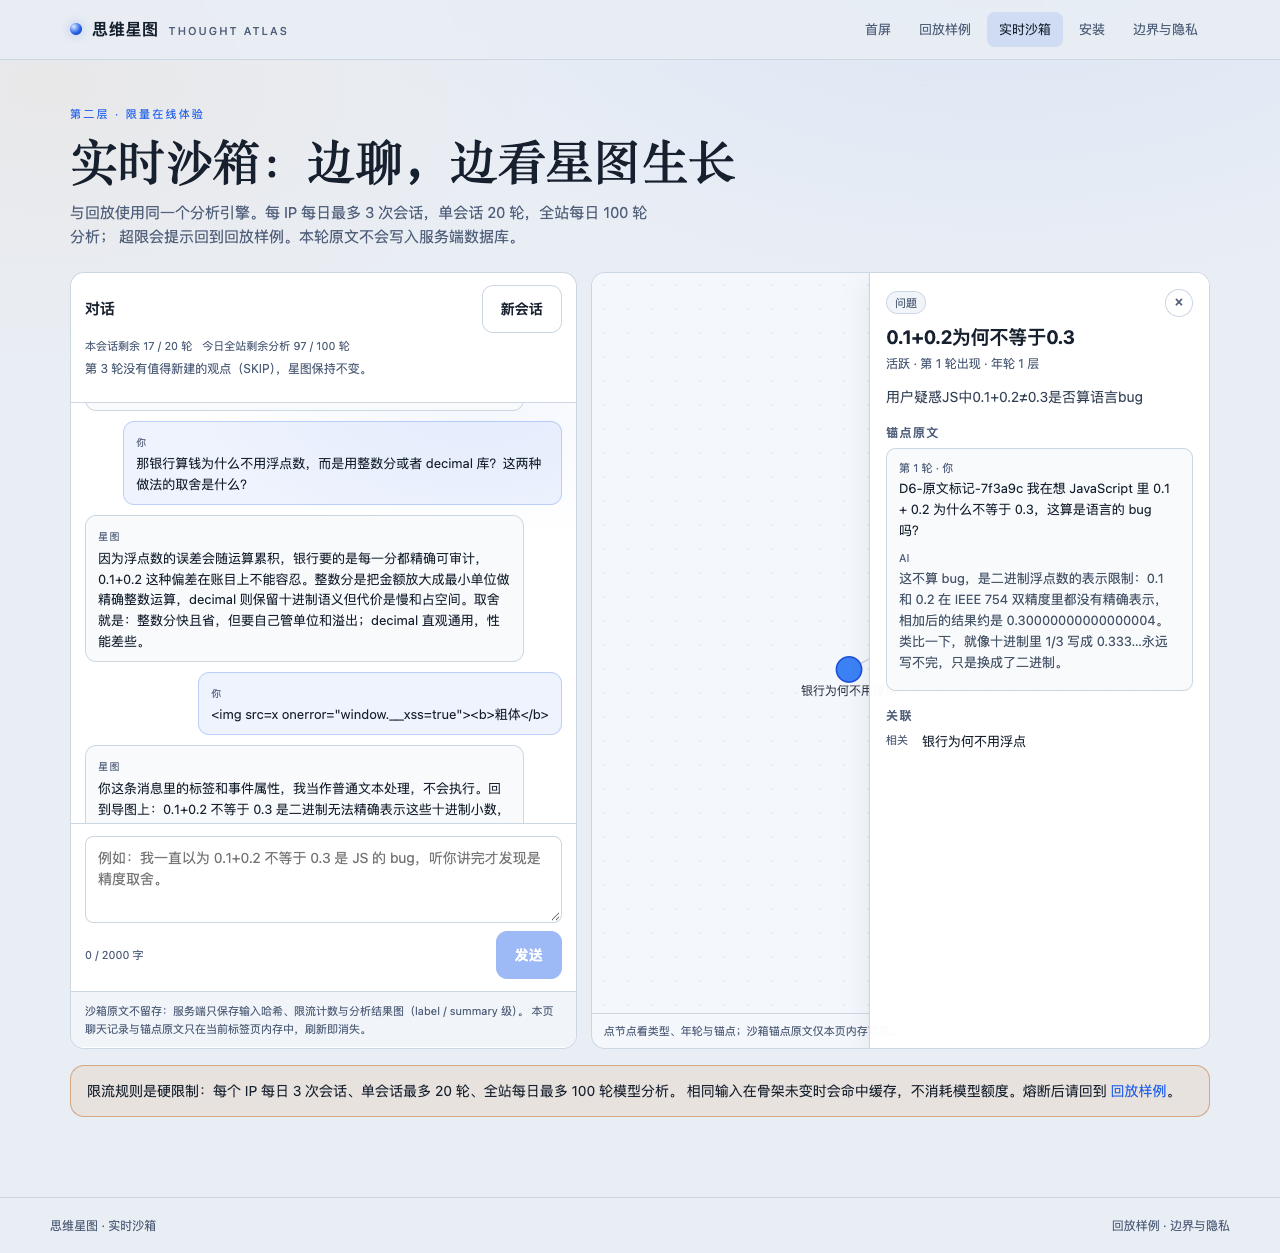 思维星图 THOUGHT ATLAS
首屏 回放样例 实时沙箱 安装 边界与隐私
第二层 · 限量在线体验
实时沙箱：边聊，边看星图生长
与回放使用同一个分析引擎。每 IP 每日最多 3 次会话，单会话 20 轮，全站每日 100 轮
分析； 超限会提示回到回放样例。本轮原文不会写入服务端数据库。
对话
新会话
本会话剩余 17 / 20 轮 今日全站剩余分析 97 / 100 轮
第 3 轮没有值得新建的观点（SKIP），星图保持不变。
你
那银行算钱为什么不用浮点数，而是用整数分或者 decimal 库？这两种
做法的取舍是什么？
星图
因为浮点数的误差会随运算累积，银行要的是每一分都精确可审计，
0.1+0.2 这种偏差在账目上不能容忍。整数分是把金额放大成最小单位做
精确整数运算，decimal 则保留十进制语义但代价是慢和占空间。取舍
就是：整数分快且省，但要自己管单位和溢出；decimal 直观通用，性
能差些。
你
<img src=x onerror="window.__xss=true"><b>粗体</b>
星图
你这条消息里的标签和事件属性，我当作普通文本处理，不会执行。回
到导图上：0.1+0.2 不等于 0.3 是二进制无法精确表示这些十进制小数，
例如：我一直以为 0.1+0.2 不等于 0.3 是 JS 的 bug，听你讲完才发现是
精度取舍。
0 / 2000 字
发送
沙箱原文不留存：服务端只保存输入哈希、限流计数与分析结果图（label / summary 级）。本页
聊天记录与锚点原文只在当前标签页内存中，刷新即消失。
银行为何不用
点节点看类型、年轮与锚点；沙箱锚点原文仅本页内存
问题
×
0.1+0.2为何不等于0.3
活跃 · 第 1 轮出现 · 年轮 1 层
用户疑惑JS中0.1+0.2≠0.3是否算语言bug
锚点原文
第 1 轮 · 你
D6-原文标记-7f3a9c 我在想 JavaScript 里 0.1
+ 0.2 为什么不等于 0.3，这算是语言的 bug
吗？
AI
这不算 bug，是二进制浮点数的表示限制：0.1
和 0.2 在 IEEE 754 双精度里都没有精确表示，
相加后的结果约是 0.30000000000000004。
类比一下，就像十进制里 1/3 写成 0.333...永远
写不完，只是换成了二进制。
关联
相关 银行为何不用浮点
限流规则是硬限制：每个 IP 每日 3 次会话、单会话最多 20 轮、全站每日最多 100 轮模型分析。 相同输入在骨架未变时会命中缓存，不消耗模型额度。熔断后请回到 回放样例。
思维星图 · 实时沙箱
回放样例 · 边界与隐私